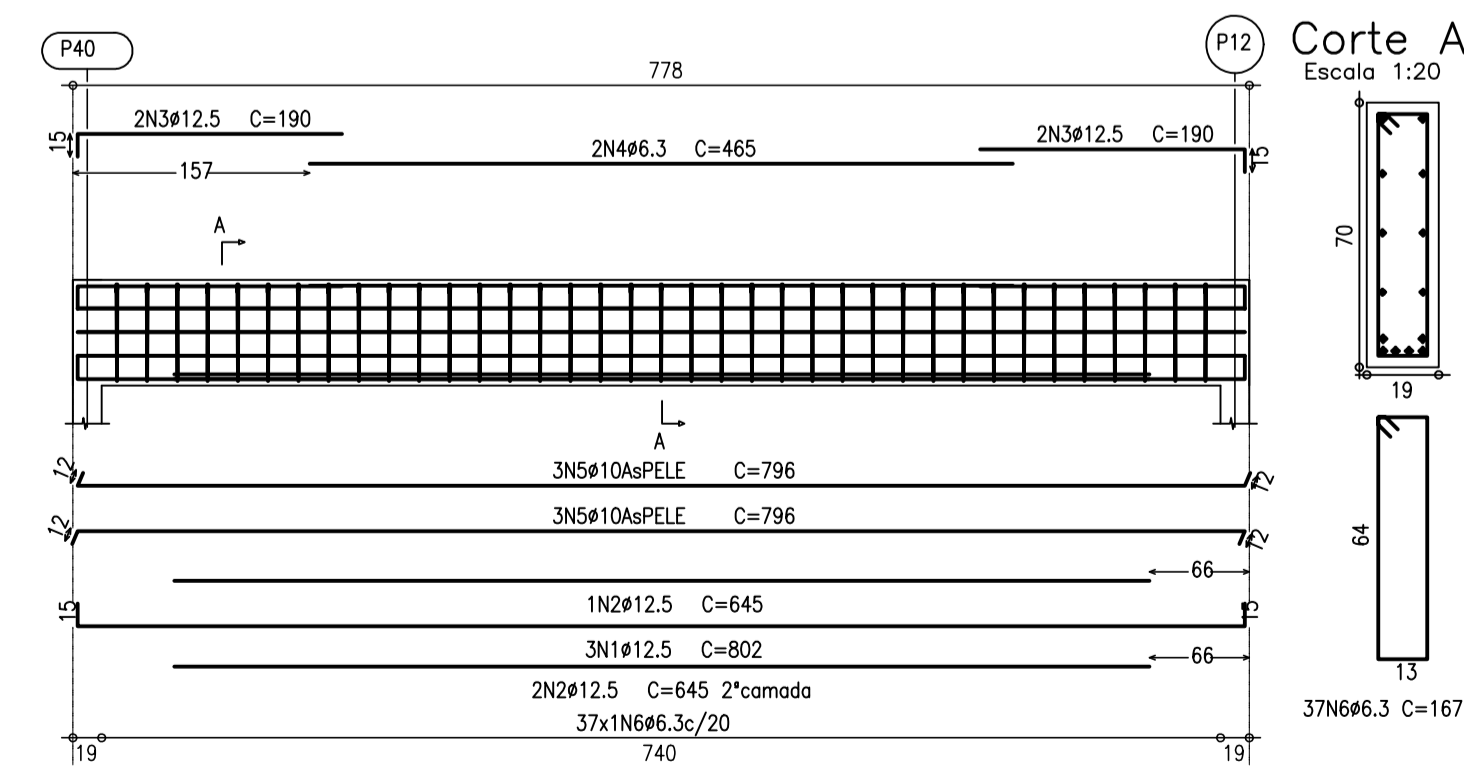 P40
P12
Corte A
Escala 1:20
778
2N3ø12.5 C=190
15
2N4ø6.3 C=465
2N3ø12.5 C=190
15
157
A
70
19
A
3N5ø10AsPELE C=796
12
12
3N5ø10AsPELE C=796
12
12
64
66
1N2ø12.5 C=645
15
15
3N1ø12.5 C=802
66
2N2ø12.5 C=645 2ªcamada
13
37N6ø6.3 C=167
37x1N6ø6.3c/20
19
740
19